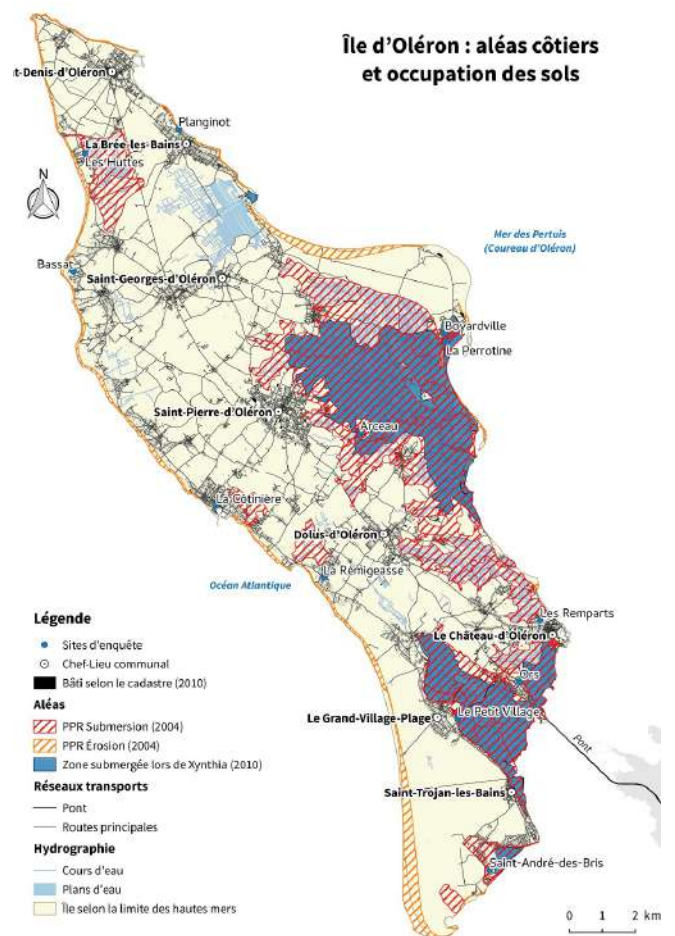 Île d'Oléron : aléas côtiers
et occupation des sols
t-Denis-d'Oléron
Planginot
La Brée-les-Bains
Les Huttes
N
Mer des Pertuis
(Coureau d'Oléron)
Bassat
Saint-Georges-d'Oléron
Boyardville
La Perrotine
Saint-Pierre-d'Oléron
Arceau
La Cotinière
Dolus-d'Oléron
La Rémigeasse
Océan Atlantique
Les Remparts
Le Château-d'Oléron
Ors
Le Petit Village
Le Grand-Village-Plage
Pont
Saint-Trojan-les-Bains
Saint-André-des-Bris
Légende
Sites d'enquête
Chef-Lieu communal
Bâti selon le cadastre (2010)
Aléas
PPR Submersion (2004)
PPR Érosion (2004)
Zone submergée lors de Xynthia (2010)
Réseaux transports
Pont
Routes principales
Hydrographie
Cours d'eau
Plans d'eau
Île selon la limite des hautes mers
0 1 2 km